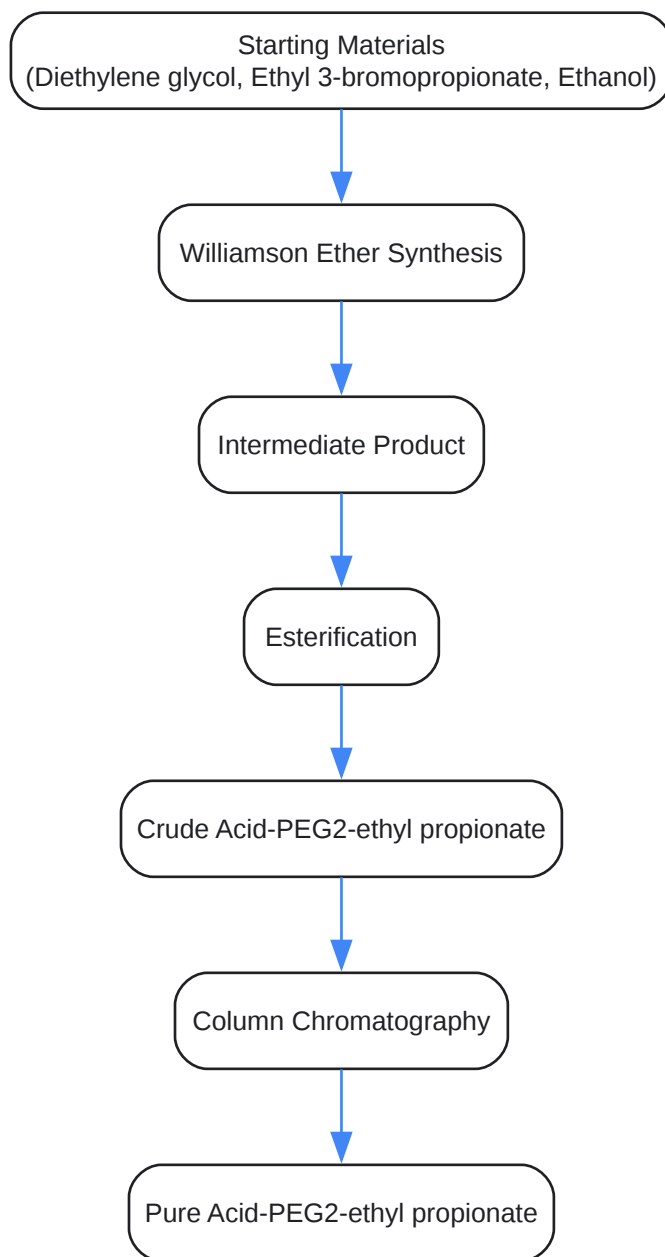 Starting Materials
(Diethylene glycol, Ethyl 3-bromopropionate, Ethanol)
Williamson Ether Synthesis
Intermediate Product
Esterification
Crude Acid-PEG2-ethyl propionate
Column Chromatography
Pure Acid-PEG2-ethyl propionate